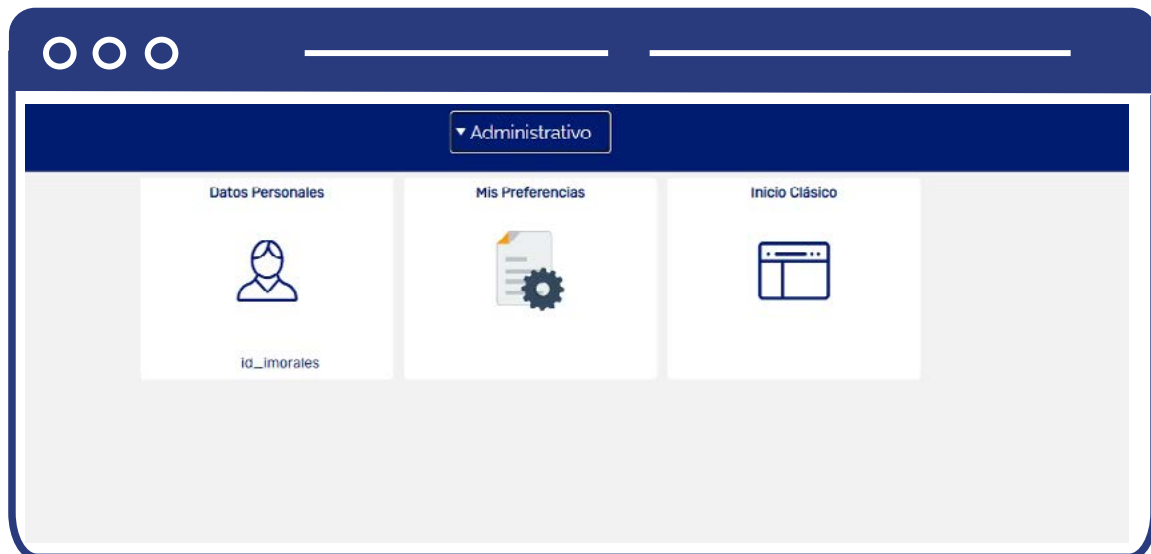 Administrativo
Datos Personales
Mis Preferencias
Inicio Clásico
id_imorales